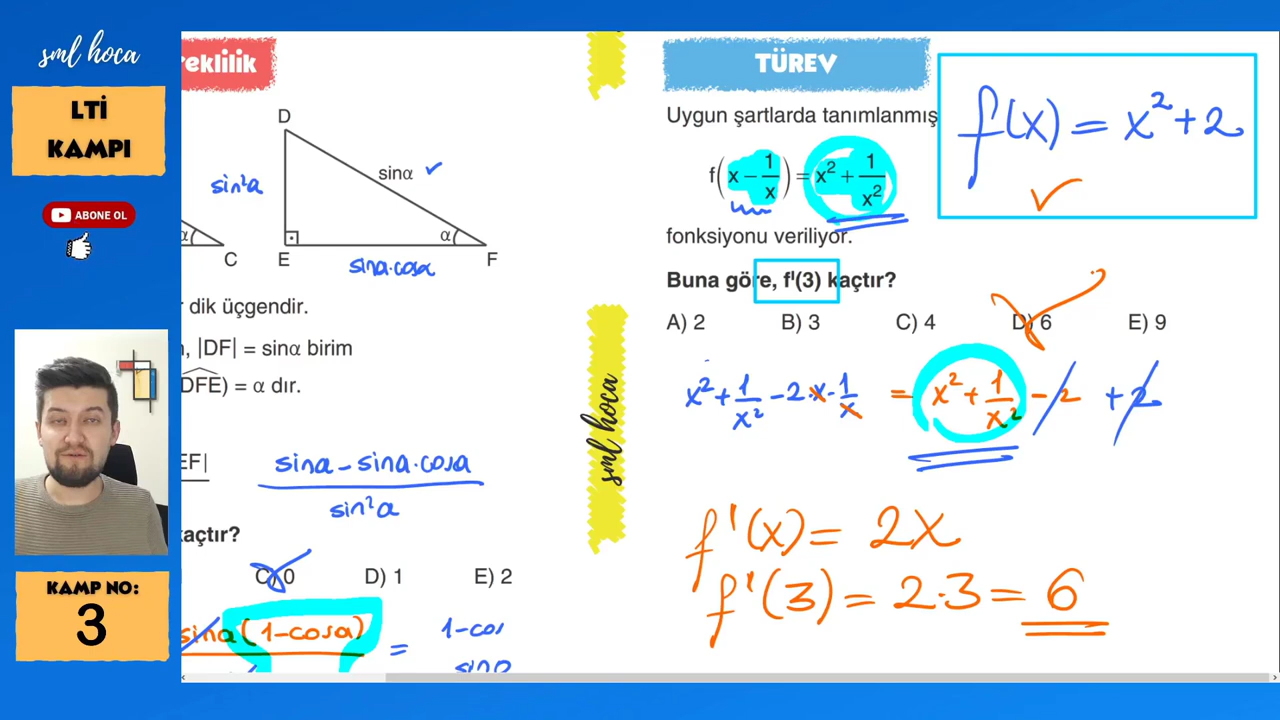 sml hoca
LTİ
KAMPI
ABONE OL
KAMP NO:
3
eklilik
D
sin²α
sinα
α
C
E
α
F
sinα.cosα
r dik üçgendir.
, |DF| = sinα birim
DFE) = α dır.
EF|
sinα - sinα.cosα
sin²α
kaçtır?
C) 0
D) 1
E) 2
sinα(1-cosα)
=
1-cos
sml hoca
TÜREV
Uygun şartlarda tanımlanmış
f(x − 1/x) = x² + 1/x²
f(x) = x² + 2
fonksiyonu veriliyor.
Buna göre, f'(3) kaçtır?
A) 2
B) 3
C) 4
D) 6
E) 9
x² + 1/x² - 2.x.1/x = x² + 1/x² - 2 + 2
f'(x) = 2x
f'(3) = 2.3 = 6